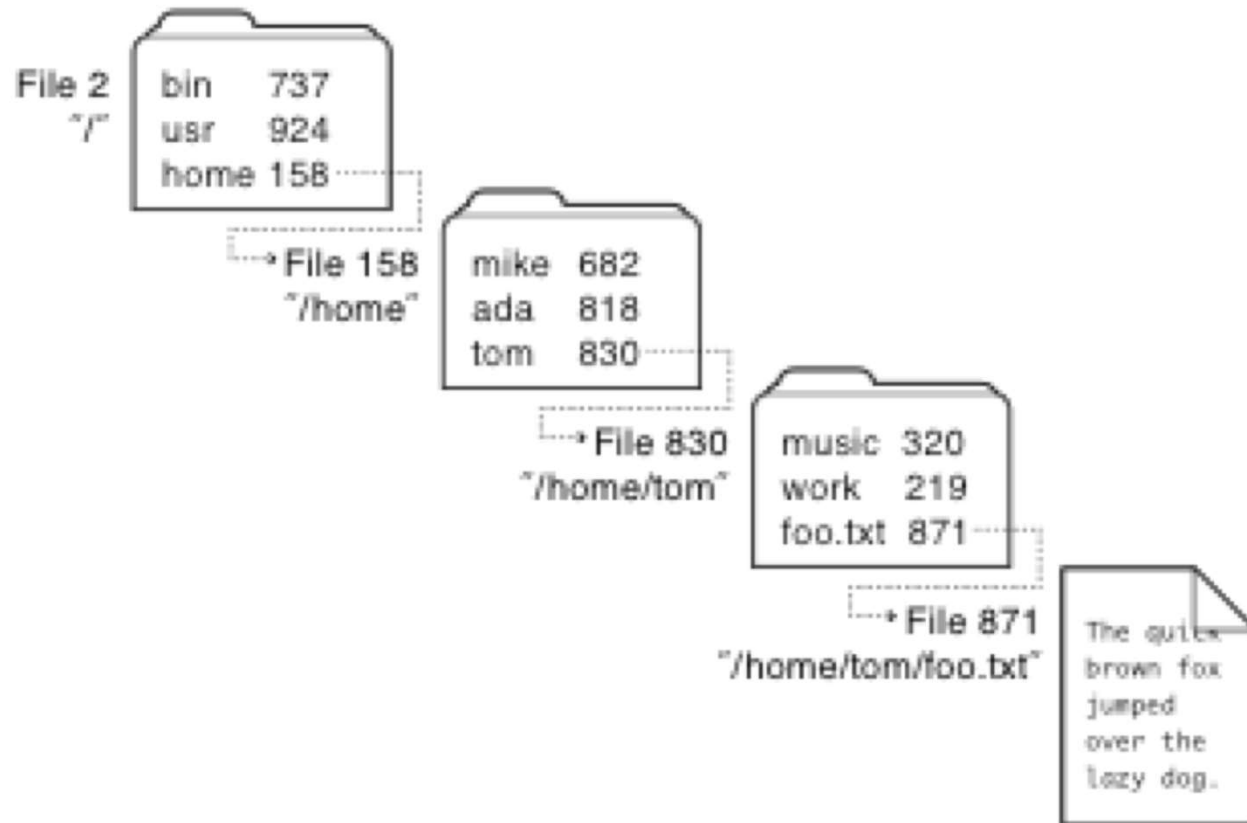 File 2
"/"
bin 737
usr 924
home 158
File 158
"/home"
mike 682
ada 818
tom 830
File 830
"/home/tom"
music 320
work 219
foo.txt 871
File 871
"/home/tom/foo.txt"
The quick
brown fox
jumped
over the
lazy dog.